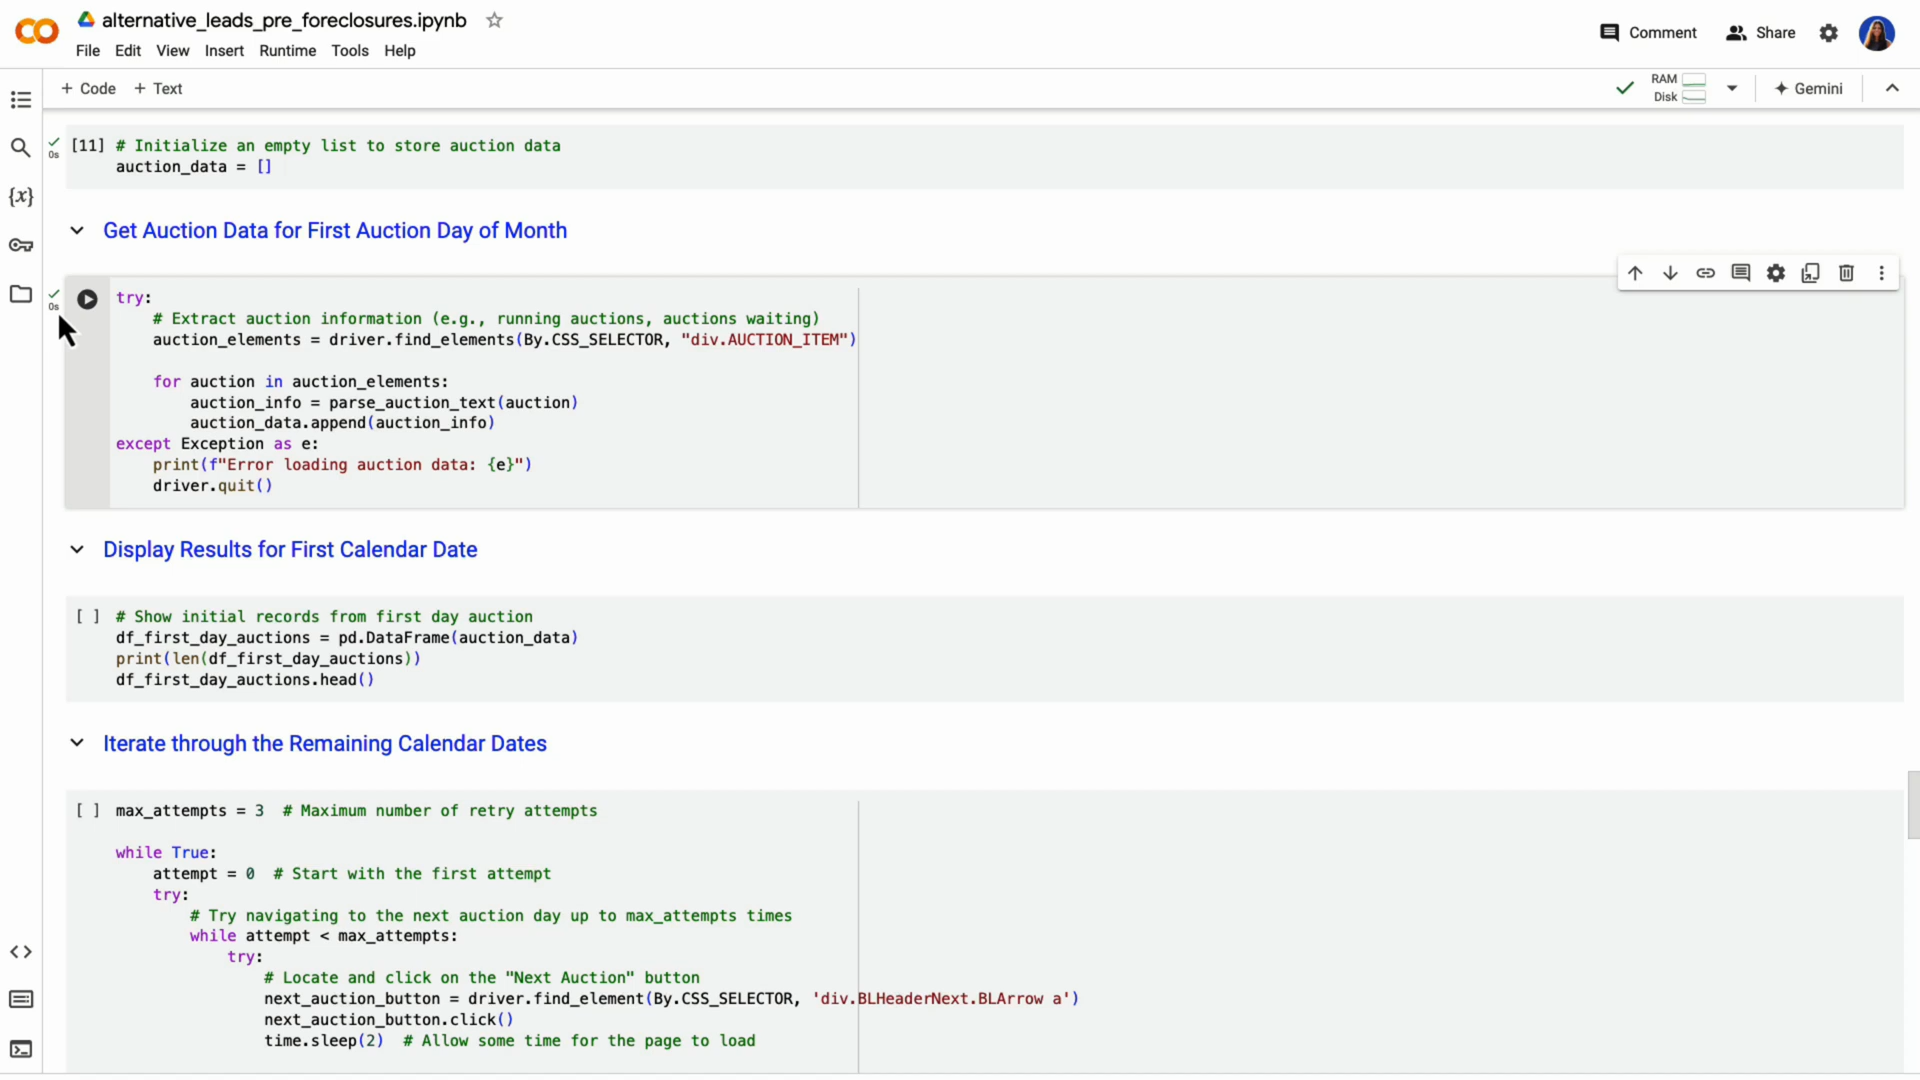 alternative_leads_pre_foreclosures.ipynb
File Edit View Insert Runtime Tools Help
Comment Share
+ Code + Text
RAM
Disk
Gemini
0s
[11] # Initialize an empty list to store auction data
auction_data = []
Get Auction Data for First Auction Day of Month
0s
try:
# Extract auction information (e.g., running auctions, auctions waiting)
auction_elements = driver.find_elements(By.CSS_SELECTOR, "div.AUCTION_ITEM")
for auction in auction_elements:
auction_info = parse_auction_text(auction)
auction_data.append(auction_info)
except Exception as e:
print(f"Error loading auction data: {e}")
driver.quit()
Display Results for First Calendar Date
[ ] # Show initial records from first day auction
df_first_day_auctions = pd.DataFrame(auction_data)
print(len(df_first_day_auctions))
df_first_day_auctions.head()
Iterate through the Remaining Calendar Dates
[ ] max_attempts = 3 # Maximum number of retry attempts
while True:
attempt = 0 # Start with the first attempt
try:
# Try navigating to the next auction day up to max_attempts times
while attempt < max_attempts:
try:
# Locate and click on the "Next Auction" button
next_auction_button = driver.find_element(By.CSS_SELECTOR, 'div.BLHeaderNext.BLArrow a')
next_auction_button.click()
time.sleep(2) # Allow some time for the page to load